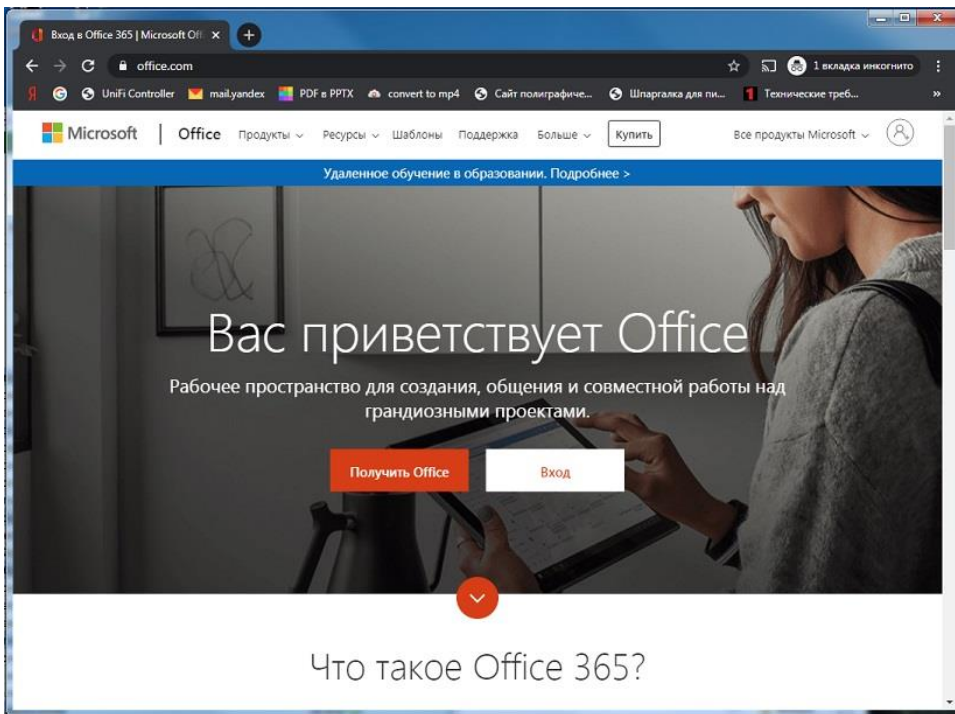 Вход в Office 365 | Microsoft Off
office.com
1 вкладка инкогнито
UniFi Controller mail.yandex PDF в PPTX convert to mp4 Сайт полиграфиче... Шпаргалка для пи... Технические треб... »
Microsoft | Office Продукты Ресурсы Шаблоны Поддержка Больше Купить Все продукты Microsoft
Удаленное обучение в образовании. Подробнее >
Вас приветствует Office
Рабочее пространство для создания, общения и совместной работы над
грандиозными проектами.
Получить Office Вход
Что такое Office 365?